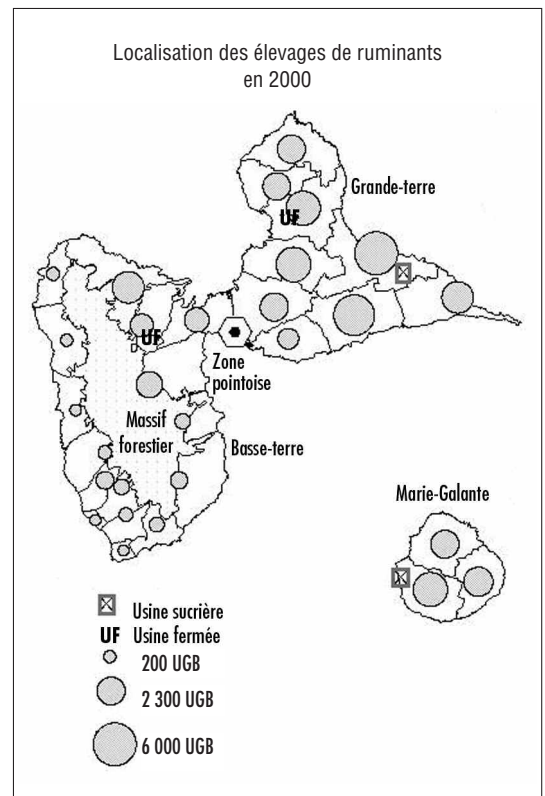 Localisation des élevages de ruminants
en 2000
Grande-terre
UF
UF
Zone
pointoise
Massif
forestier
Basse-terre
Marie-Galante
Usine sucrière
UF Usine fermée
200 UGB
2 300 UGB
6 000 UGB